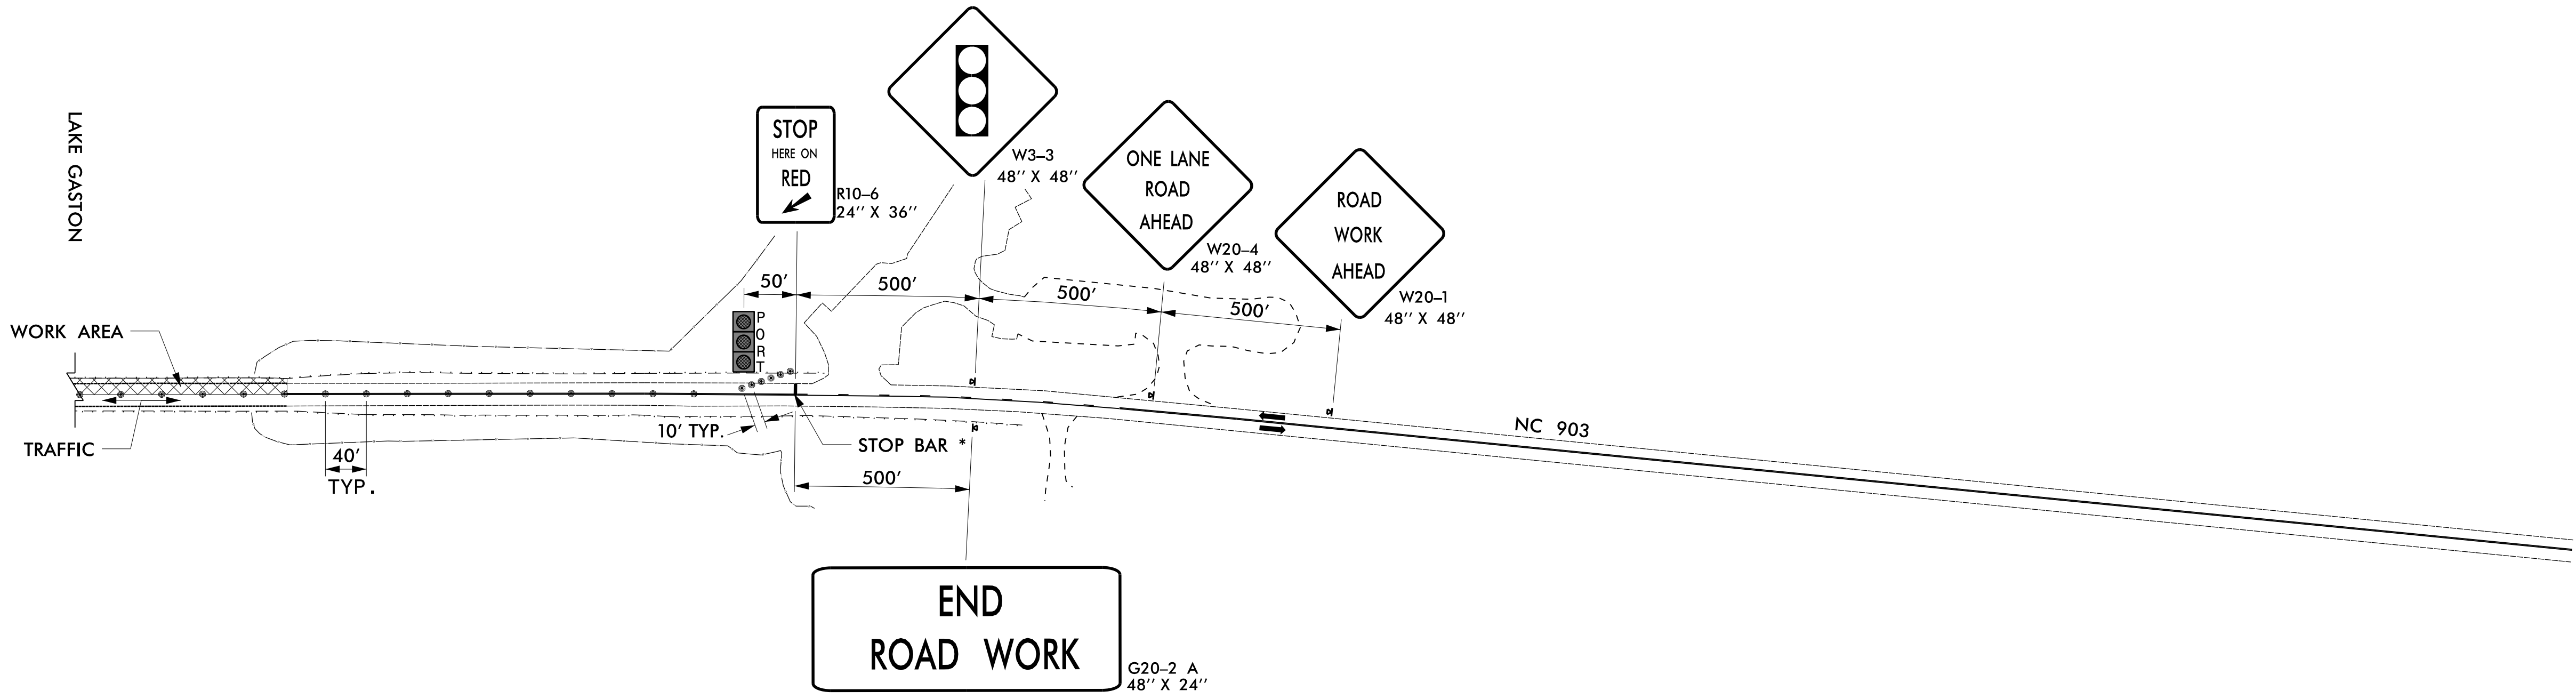 LAKE GASTON
STOP
HERE ON
RED
R10–6
24'' X 36''
W3–3
48'' X 48''
ONE LANE
ROAD
AHEAD
W20–4
48'' X 48''
ROAD
WORK
AHEAD
W20–1
48'' X 48''
50'
500'
500'
500'
PORT
WORK AREA
TRAFFIC
40'
TYP.
10' TYP.
STOP BAR *
500'
NC 903
END
ROAD WORK
G20–2 A
48'' X 24''